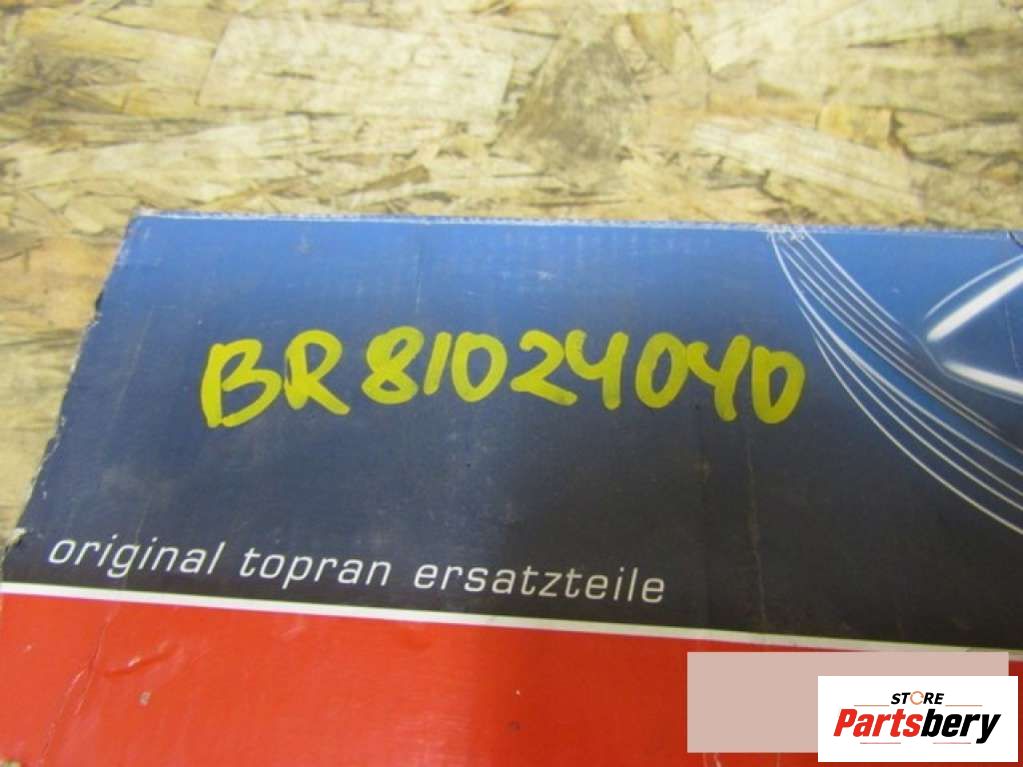 BR81024040
original topran ersatzteile
STORE
Partsbery